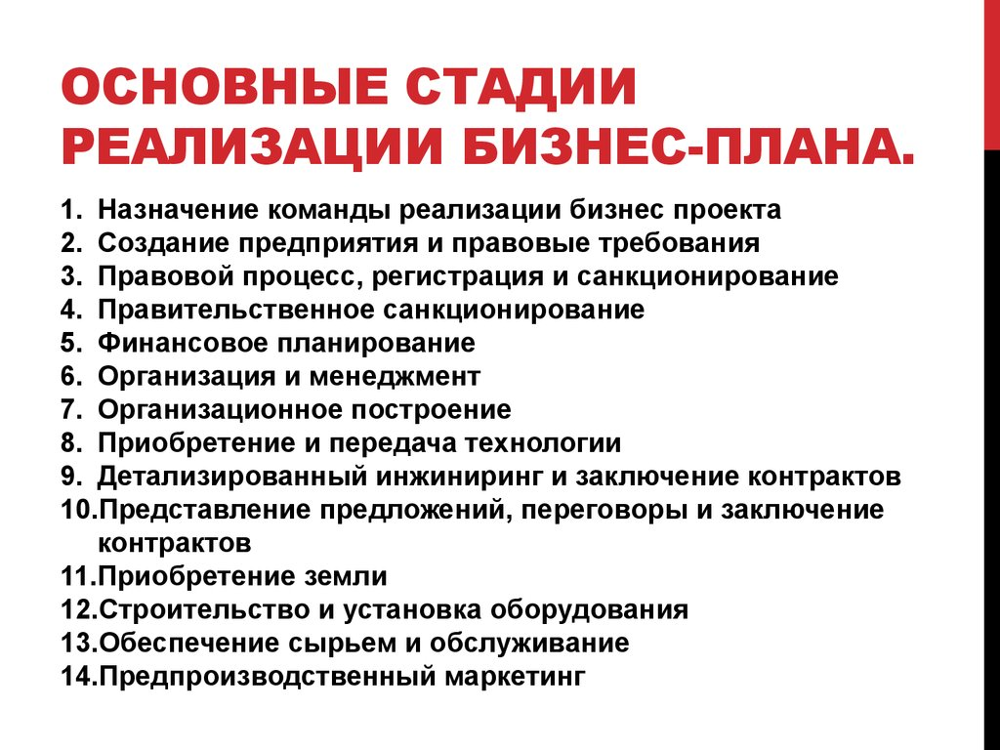 ОСНОВНЫЕ СТАДИИ
РЕАЛИЗАЦИИ БИЗНЕС-ПЛАНА.
1. Назначение команды реализации бизнес проекта
2. Создание предприятия и правовые требования
3. Правовой процесс, регистрация и санкционирование
4. Правительственное санкционирование
5. Финансовое планирование
6. Организация и менеджмент
7. Организационное построение
8. Приобретение и передача технологии
9. Детализированный инжиниринг и заключение контрактов
10.Представление предложений, переговоры и заключение
контрактов
11.Приобретение земли
12.Строительство и установка оборудования
13.Обеспечение сырьем и обслуживание
14.Предпроизводственный маркетинг